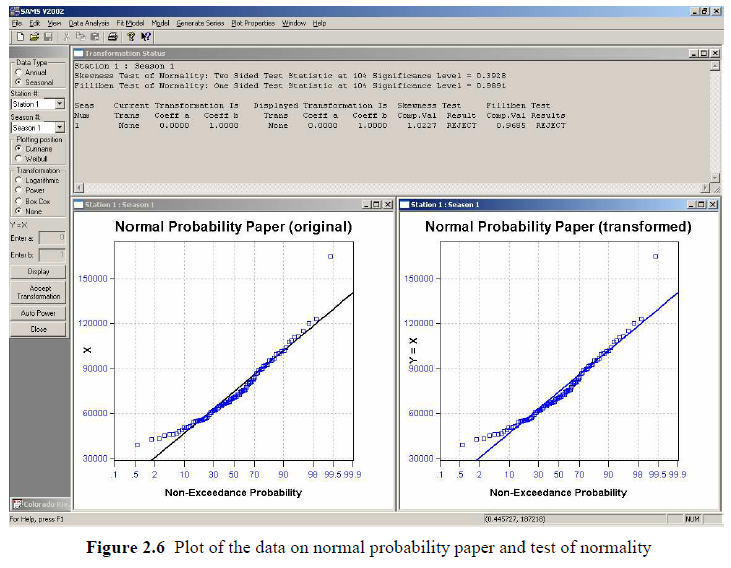 SAMS V2002
File Edit View Data Analysis Fit Model Model Generate Series Plot Properties Window Help
Data Type
Annual
Seasonal
Station #:
Station 1
Season #:
Season 1
Plotting position
Cunnane
Weibull
Transformation
Logarithmic
Power
Box Cox
None
Y = X
Enter a: 0
Enter b: 1
Display
Accept
Transformation
Auto Power
Close
Transformation Status
Station 1 : Season 1
Skewness Test of Normality: Two Sided Test Statistic at 10% Significance Level = 0.3928
Filliben Test of Normality: One Sided Test Statistic at 10% Significance Level = 0.9891
Seas Current Transformation Is Displayed Transformation Is Skewness Test Filliben Test
Num Trans Coeff a Coeff b Trans Coeff a Coeff b Comp.Val Result Comp.Val Results
1 None 0.0000 1.0000 None 0.0000 1.0000 1.0227 REJECT 0.9685 REJECT
Station 1 : Season 1
Normal Probability Paper (original)
X
150000
120000
90000
60000
30000
.1 .5 2 10 30 50 70 90 98 99.5 99.9
Non-Exceedance Probability
Station 1 : Season 1
Normal Probability Paper (transformed)
Y = X
150000
120000
90000
60000
30000
.1 .5 2 10 30 50 70 90 98 99.5 99.9
Non-Exceedance Probability
Colorado
For Help, press F1
(0.445727, 187218)
NUM
Figure 2.6 Plot of the data on normal probability paper and test of normality